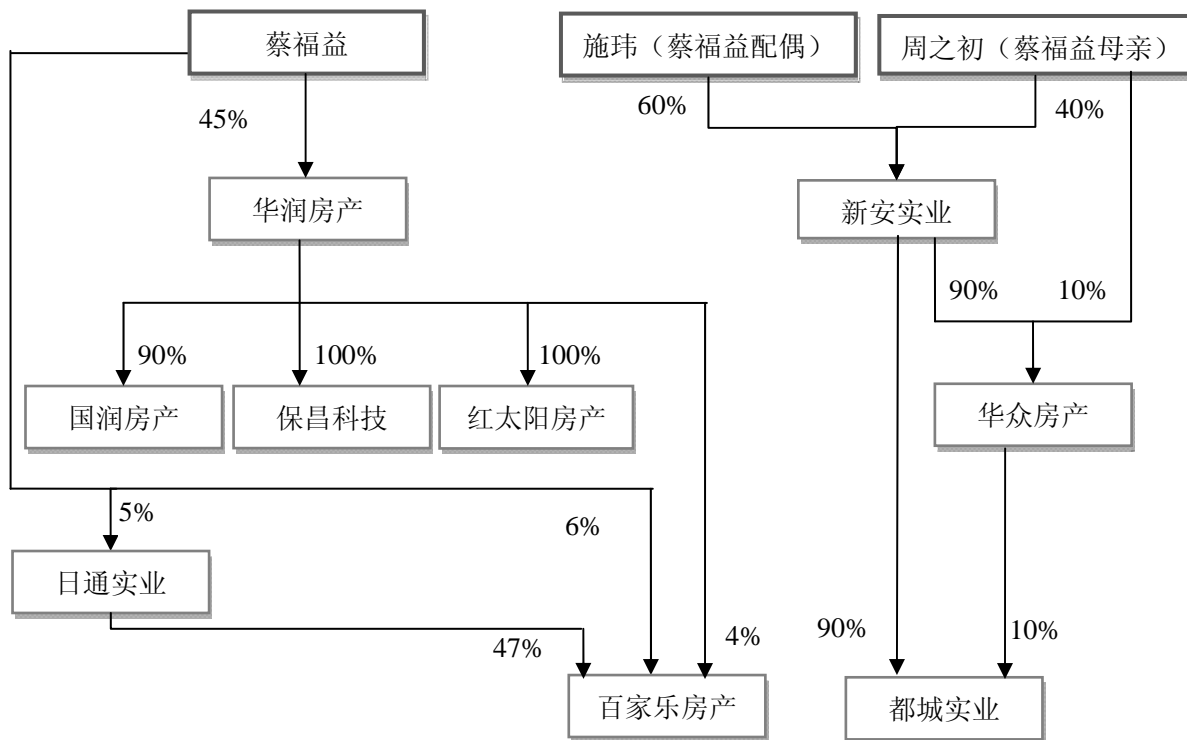 蔡福益
施玮（蔡福益配偶）
周之初（蔡福益母亲）
45%
60%
40%
华润房产
新安实业
90%
10%
90%
100%
100%
国润房产
保昌科技
红太阳房产
华众房产
5%
6%
日通实业
47%
4%
90%
10%
百家乐房产
都城实业